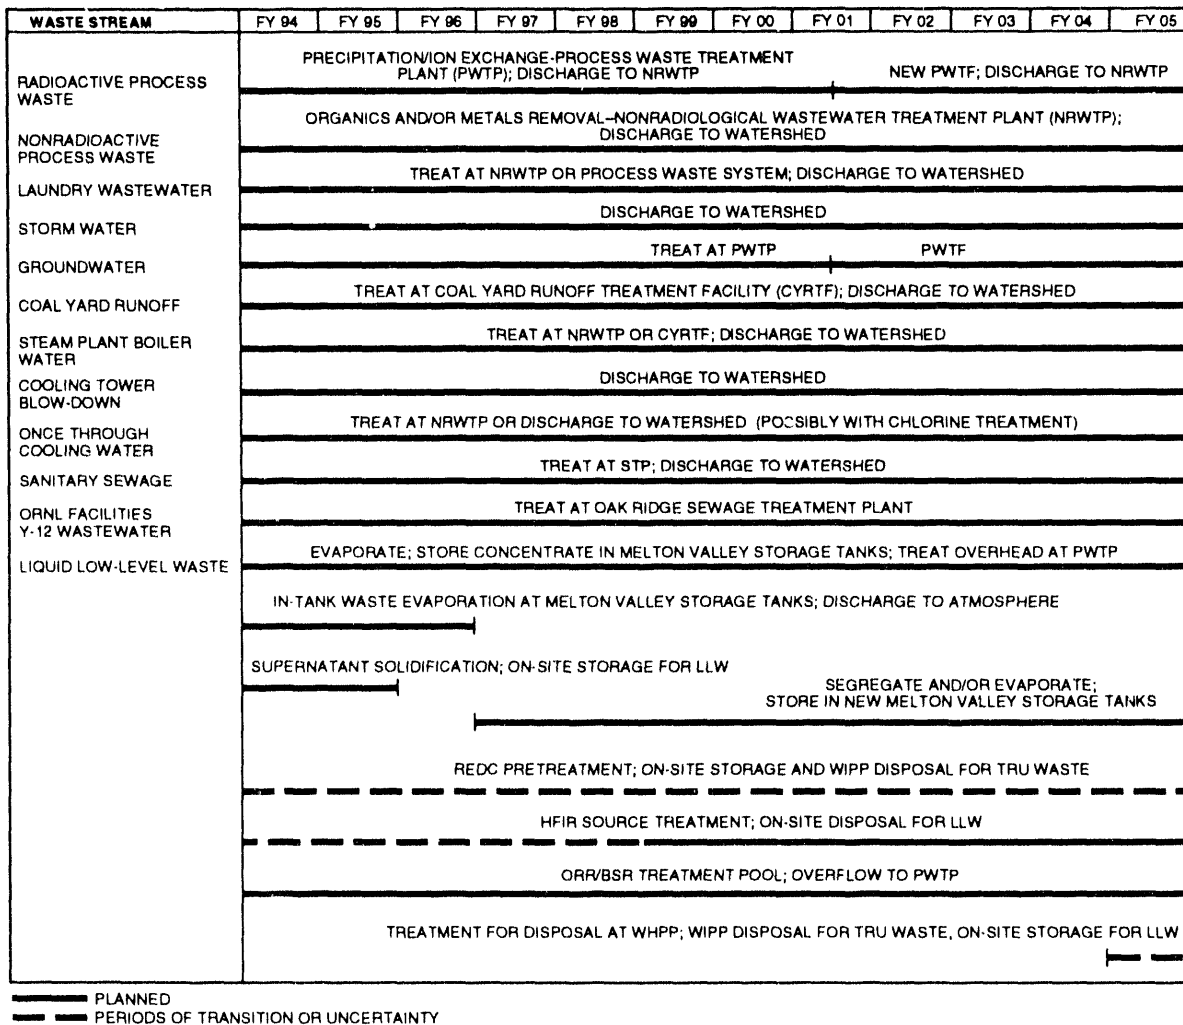 WASTE STREAM FY 94 FY 95 FY 96 FY 97 FY 98 FY 99 FY 00 FY 01 FY 02 FY 03 FY 04 FY 05
PRECIPITATION/ION EXCHANGE-PROCESS WASTE TREATMENT
PLANT (PWTP); DISCHARGE TO NRWTP
NEW PWTF; DISCHARGE TO NRWTP
RADIOACTIVE PROCESS
WASTE
ORGANICS AND/OR METALS REMOVAL–NONRADIOLOGICAL WASTEWATER TREATMENT PLANT (NRWTP);
DISCHARGE TO WATERSHED
NONRADIOACTIVE
PROCESS WASTE
TREAT AT NRWTP OR PROCESS WASTE SYSTEM; DISCHARGE TO WATERSHED
LAUNDRY WASTEWATER
DISCHARGE TO WATERSHED
STORM WATER
TREAT AT PWTP PWTF
GROUNDWATER
TREAT AT COAL YARD RUNOFF TREATMENT FACILITY (CYRTF); DISCHARGE TO WATERSHED
COAL YARD RUNOFF
TREAT AT NRWTP OR CYRTF; DISCHARGE TO WATERSHED
STEAM PLANT BOILER
WATER
DISCHARGE TO WATERSHED
COOLING TOWER
BLOW-DOWN
TREAT AT NRWTP OR DISCHARGE TO WATERSHED (POSSIBLY WITH CHLORINE TREATMENT)
ONCE THROUGH
COOLING WATER
TREAT AT STP; DISCHARGE TO WATERSHED
SANITARY SEWAGE
TREAT AT OAK RIDGE SEWAGE TREATMENT PLANT
ORNL FACILITIES
Y-12 WASTEWATER
EVAPORATE; STORE CONCENTRATE IN MELTON VALLEY STORAGE TANKS; TREAT OVERHEAD AT PWTP
LIQUID LOW-LEVEL WASTE
IN-TANK WASTE EVAPORATION AT MELTON VALLEY STORAGE TANKS; DISCHARGE TO ATMOSPHERE
SUPERNATANT SOLIDIFICATION; ON-SITE STORAGE FOR LLW
SEGREGATE AND/OR EVAPORATE;
STORE IN NEW MELTON VALLEY STORAGE TANKS
REDC PRETREATMENT; ON-SITE STORAGE AND WIPP DISPOSAL FOR TRU WASTE
HFIR SOURCE TREATMENT; ON-SITE DISPOSAL FOR LLW
ORR/BSR TREATMENT POOL; OVERFLOW TO PWTP
TREATMENT FOR DISPOSAL AT WHPP; WIPP DISPOSAL FOR TRU WASTE, ON-SITE STORAGE FOR LLW
PLANNED
PERIODS OF TRANSITION OR UNCERTAINTY